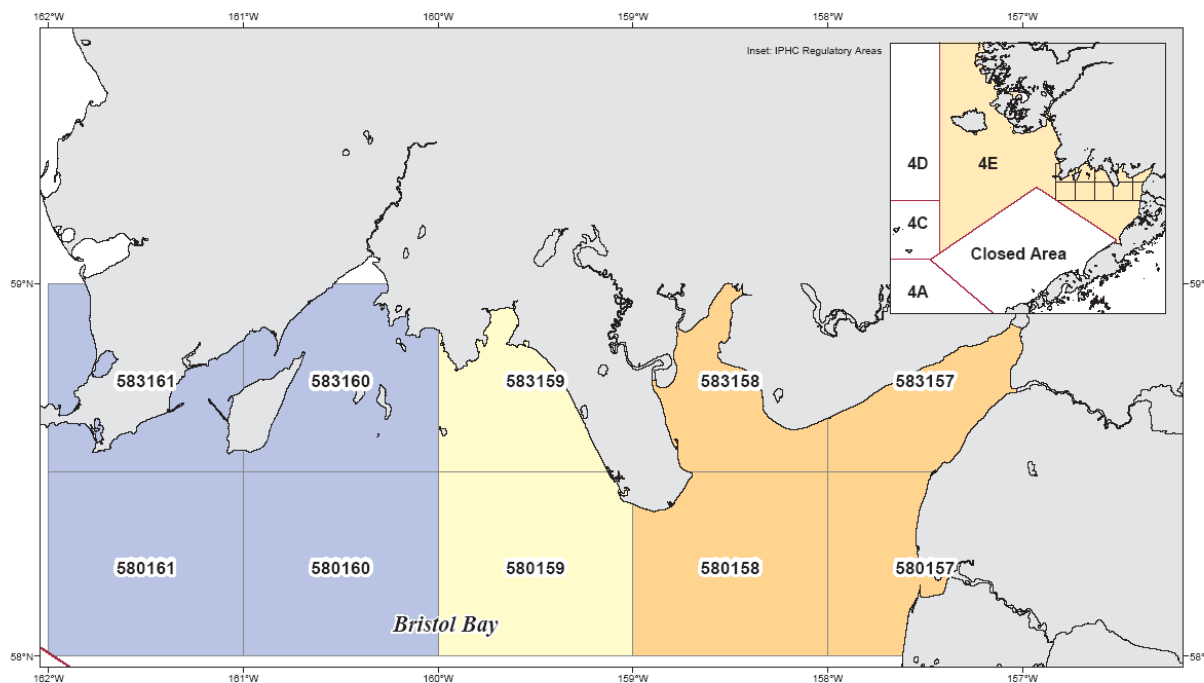 162°W 161°W 160°W 159°W 158°W 157°W
Inset: IPHC Regulatory Areas
4D 4E
4C
Closed Area
4A
59°N 59°
583161 583160 583159 583158 583157
580161 580160 580159 580158 580157
Bristol Bay
58°N 58°
162°W 161°W 160°W 159°W 158°W 157°W